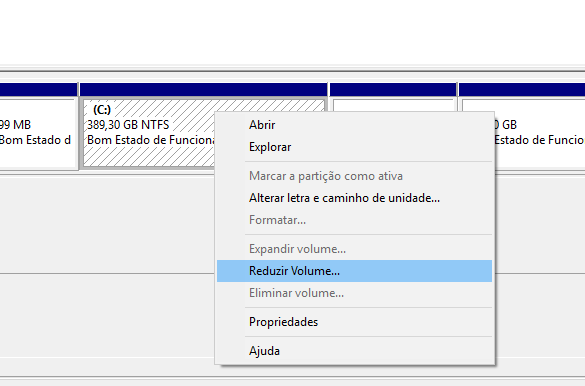 (C:)
99 MB
389,30 GB NTFS
0 GB
Bom Estado d
Bom Estado de Funciona
Bom Estado de Funcio
Abrir
Explorar
Marcar a partição como ativa
Alterar letra e caminho de unidade...
Formatar...
Expandir volume...
Reduzir Volume...
Eliminar volume...
Propriedades
Ajuda